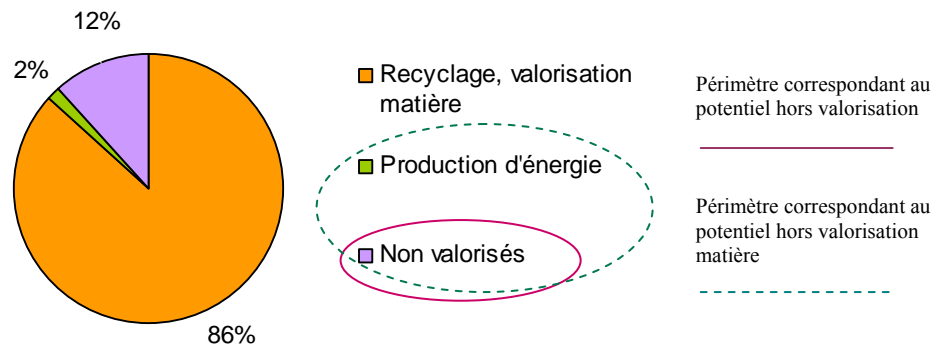 12%
2%
86%
Recyclage, valorisation
matière
Production d'énergie
Non valorisés
Périmètre correspondant au
potentiel hors valorisation
Périmètre correspondant au
potentiel hors valorisation
matière